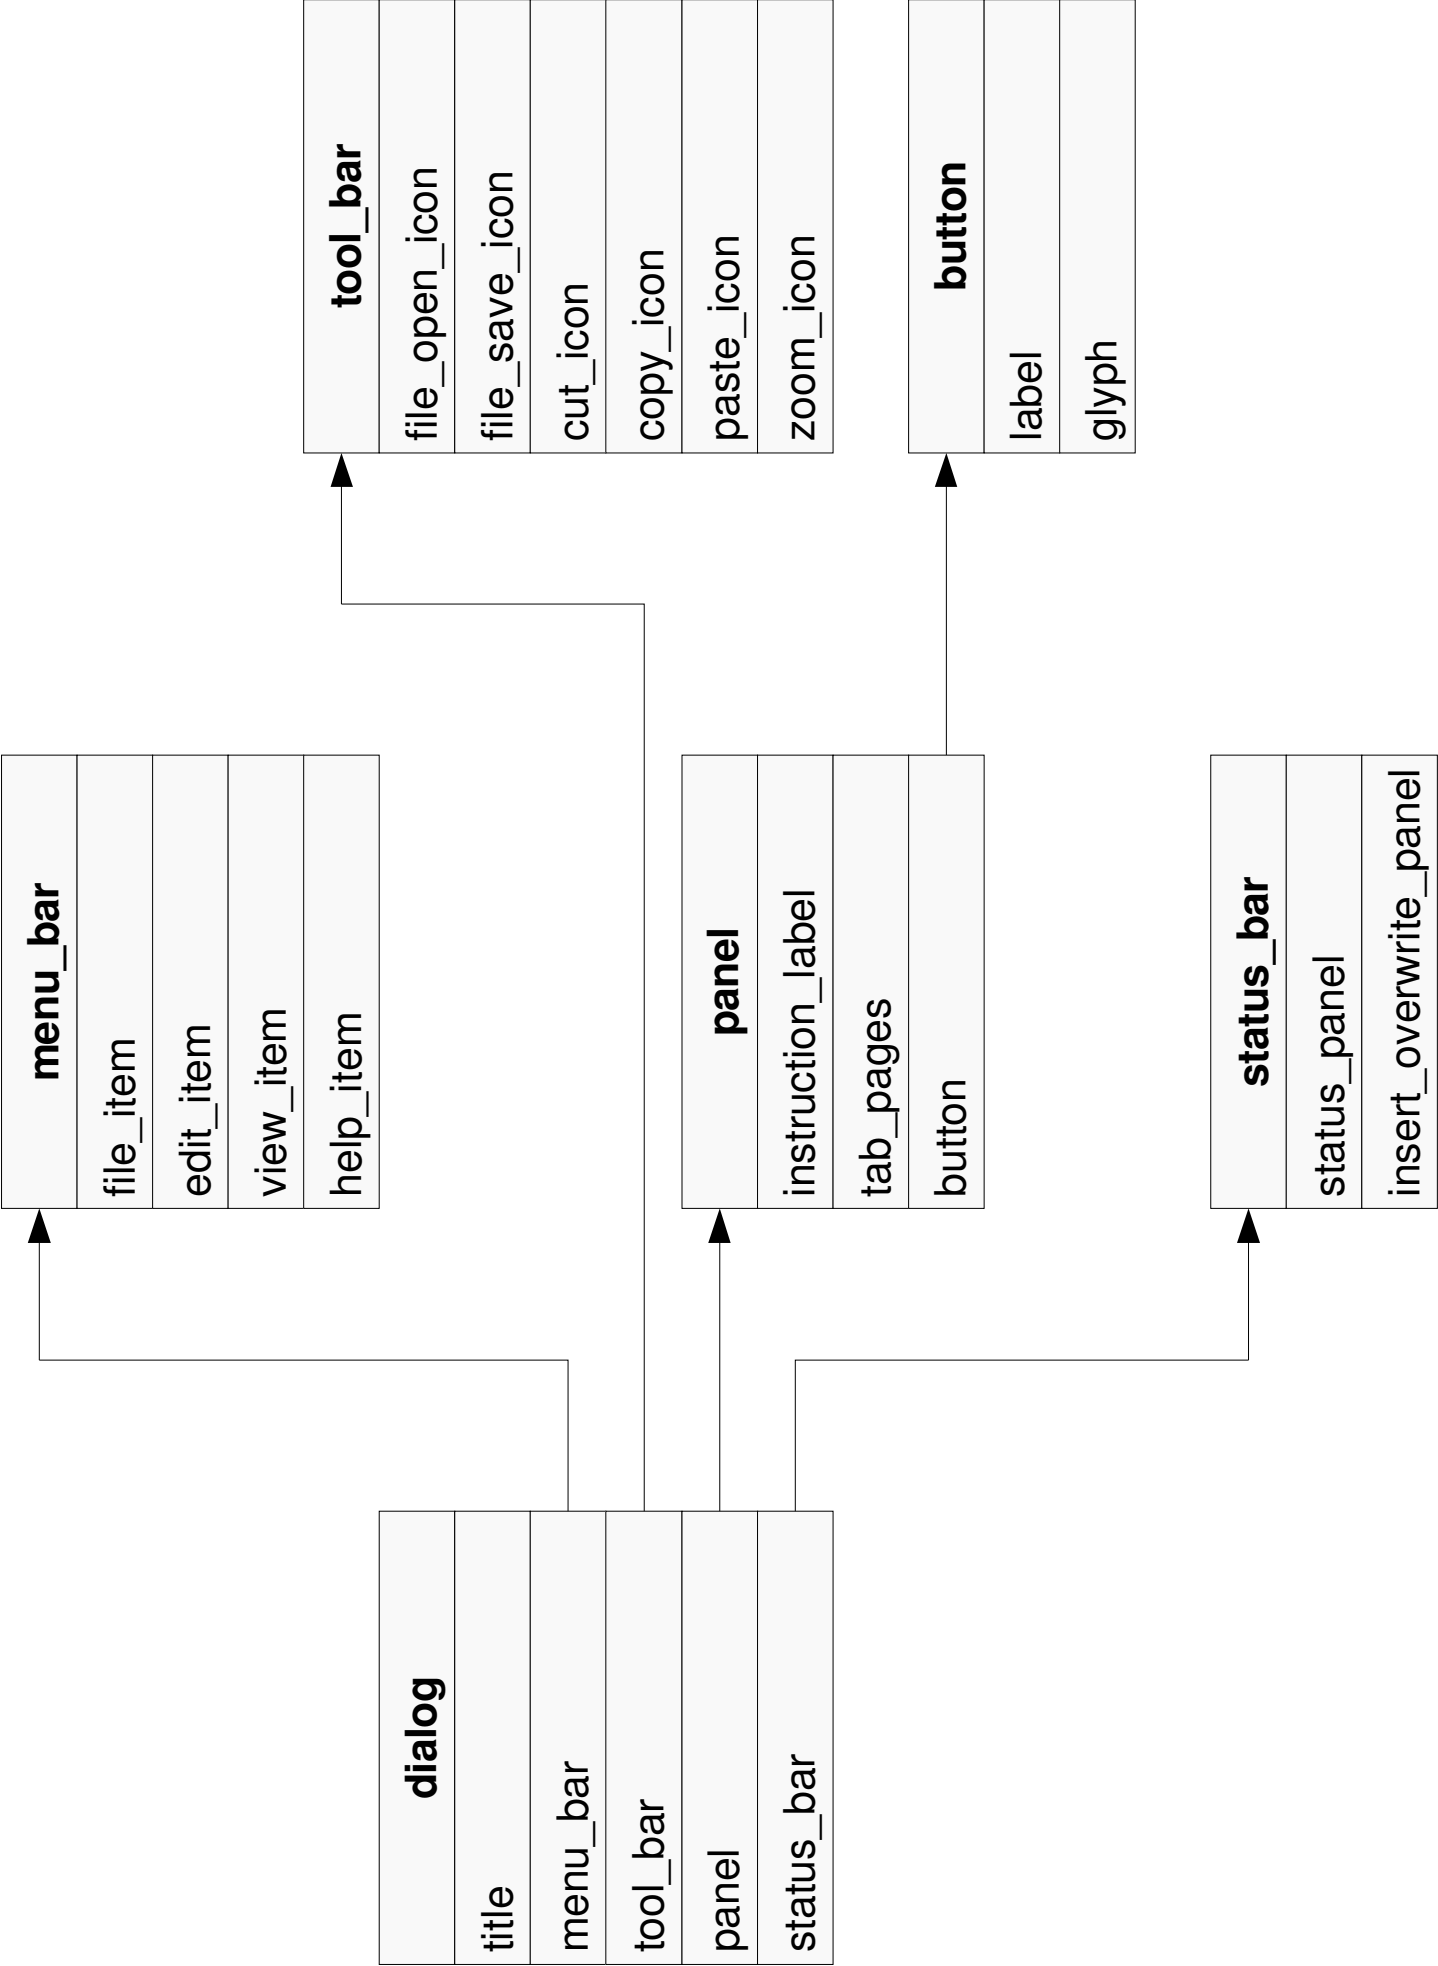 dialog
title
menu_bar
tool_bar
panel
status_bar
menu_bar
file_item
edit_item
view_item
help_item
panel
instruction_label
tab_pages
button
status_bar
status_panel
insert_overwrite_panel
tool_bar
file_open_icon
file_save_icon
cut_icon
copy_icon
paste_icon
zoom_icon
button
label
glyph